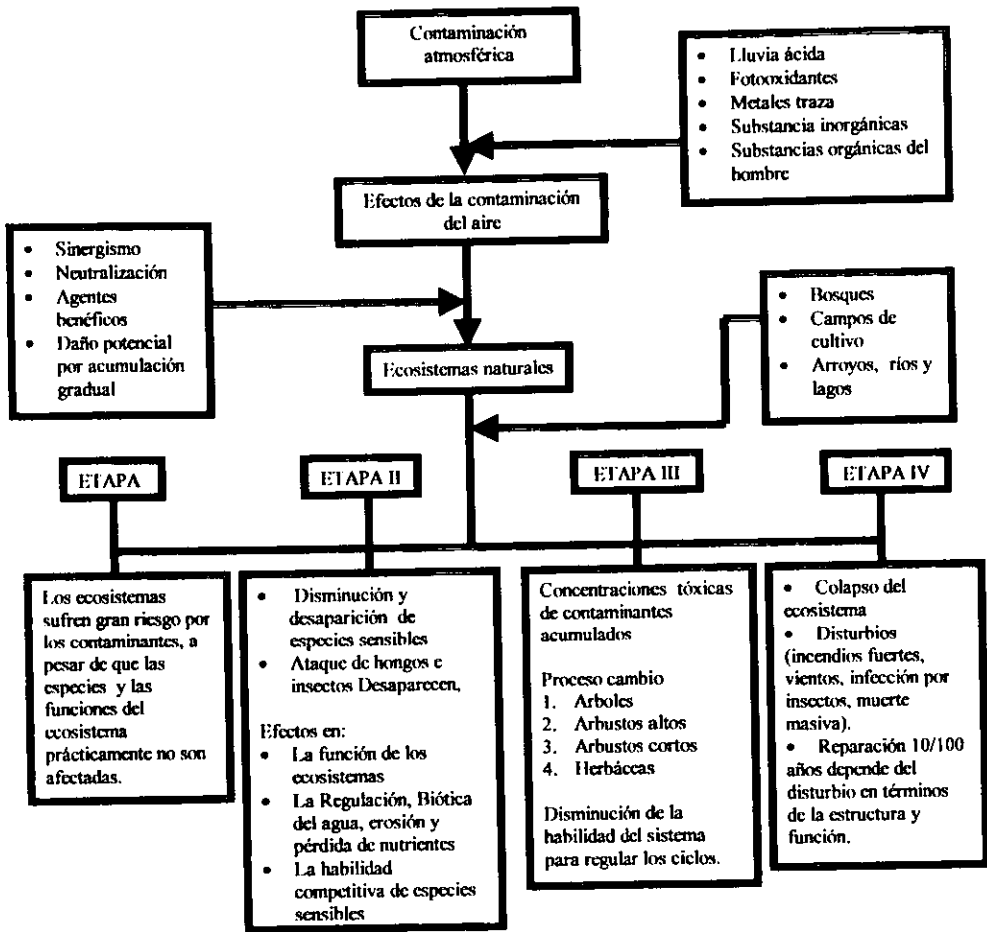 Contaminación
atmosférica
• Lluvia ácida
• Fotooxidantes
• Metales traza
• Substancia inorgánicas
• Substancias orgánicas del
hombre
Efectos de la contaminación
del aire
• Sinergismo
• Neutralización
• Agentes
benéficos
• Daño potencial
por acumulación
gradual
• Bosques
• Campos de
cultivo
• Arroyos, ríos y
lagos
Ecosistemas naturales
ETAPA
ETAPA II
ETAPA III
ETAPA IV
Los ecosistemas
sufren gran riesgo por
los contaminantes, a
pesar de que las
especies y las
funciones del
ecosistema
prácticamente no son
afectadas.
• Disminución y
desaparición de
especies sensibles
• Ataque de hongos e
insectos Desaparecen,
Efectos en:
• La función de los
ecosistemas
• La Regulación, Biótica
del agua, erosión y
pérdida de nutrientes
• La habilidad
competitiva de especies
sensibles
Concentraciones tóxicas
de contaminantes
acumulados
Proceso cambio
1. Arboles
2. Arbustos altos
3. Arbustos cortos
4. Herbáceas
Disminución de la
habilidad del sistema
para regular los ciclos.
• Colapso del
ecosistema
• Disturbios
(incendios fuertes,
vientos, infección por
insectos, muerte
masiva).
• Reparación 10/100
años depende del
disturbio en términos
de la estructura y
función.